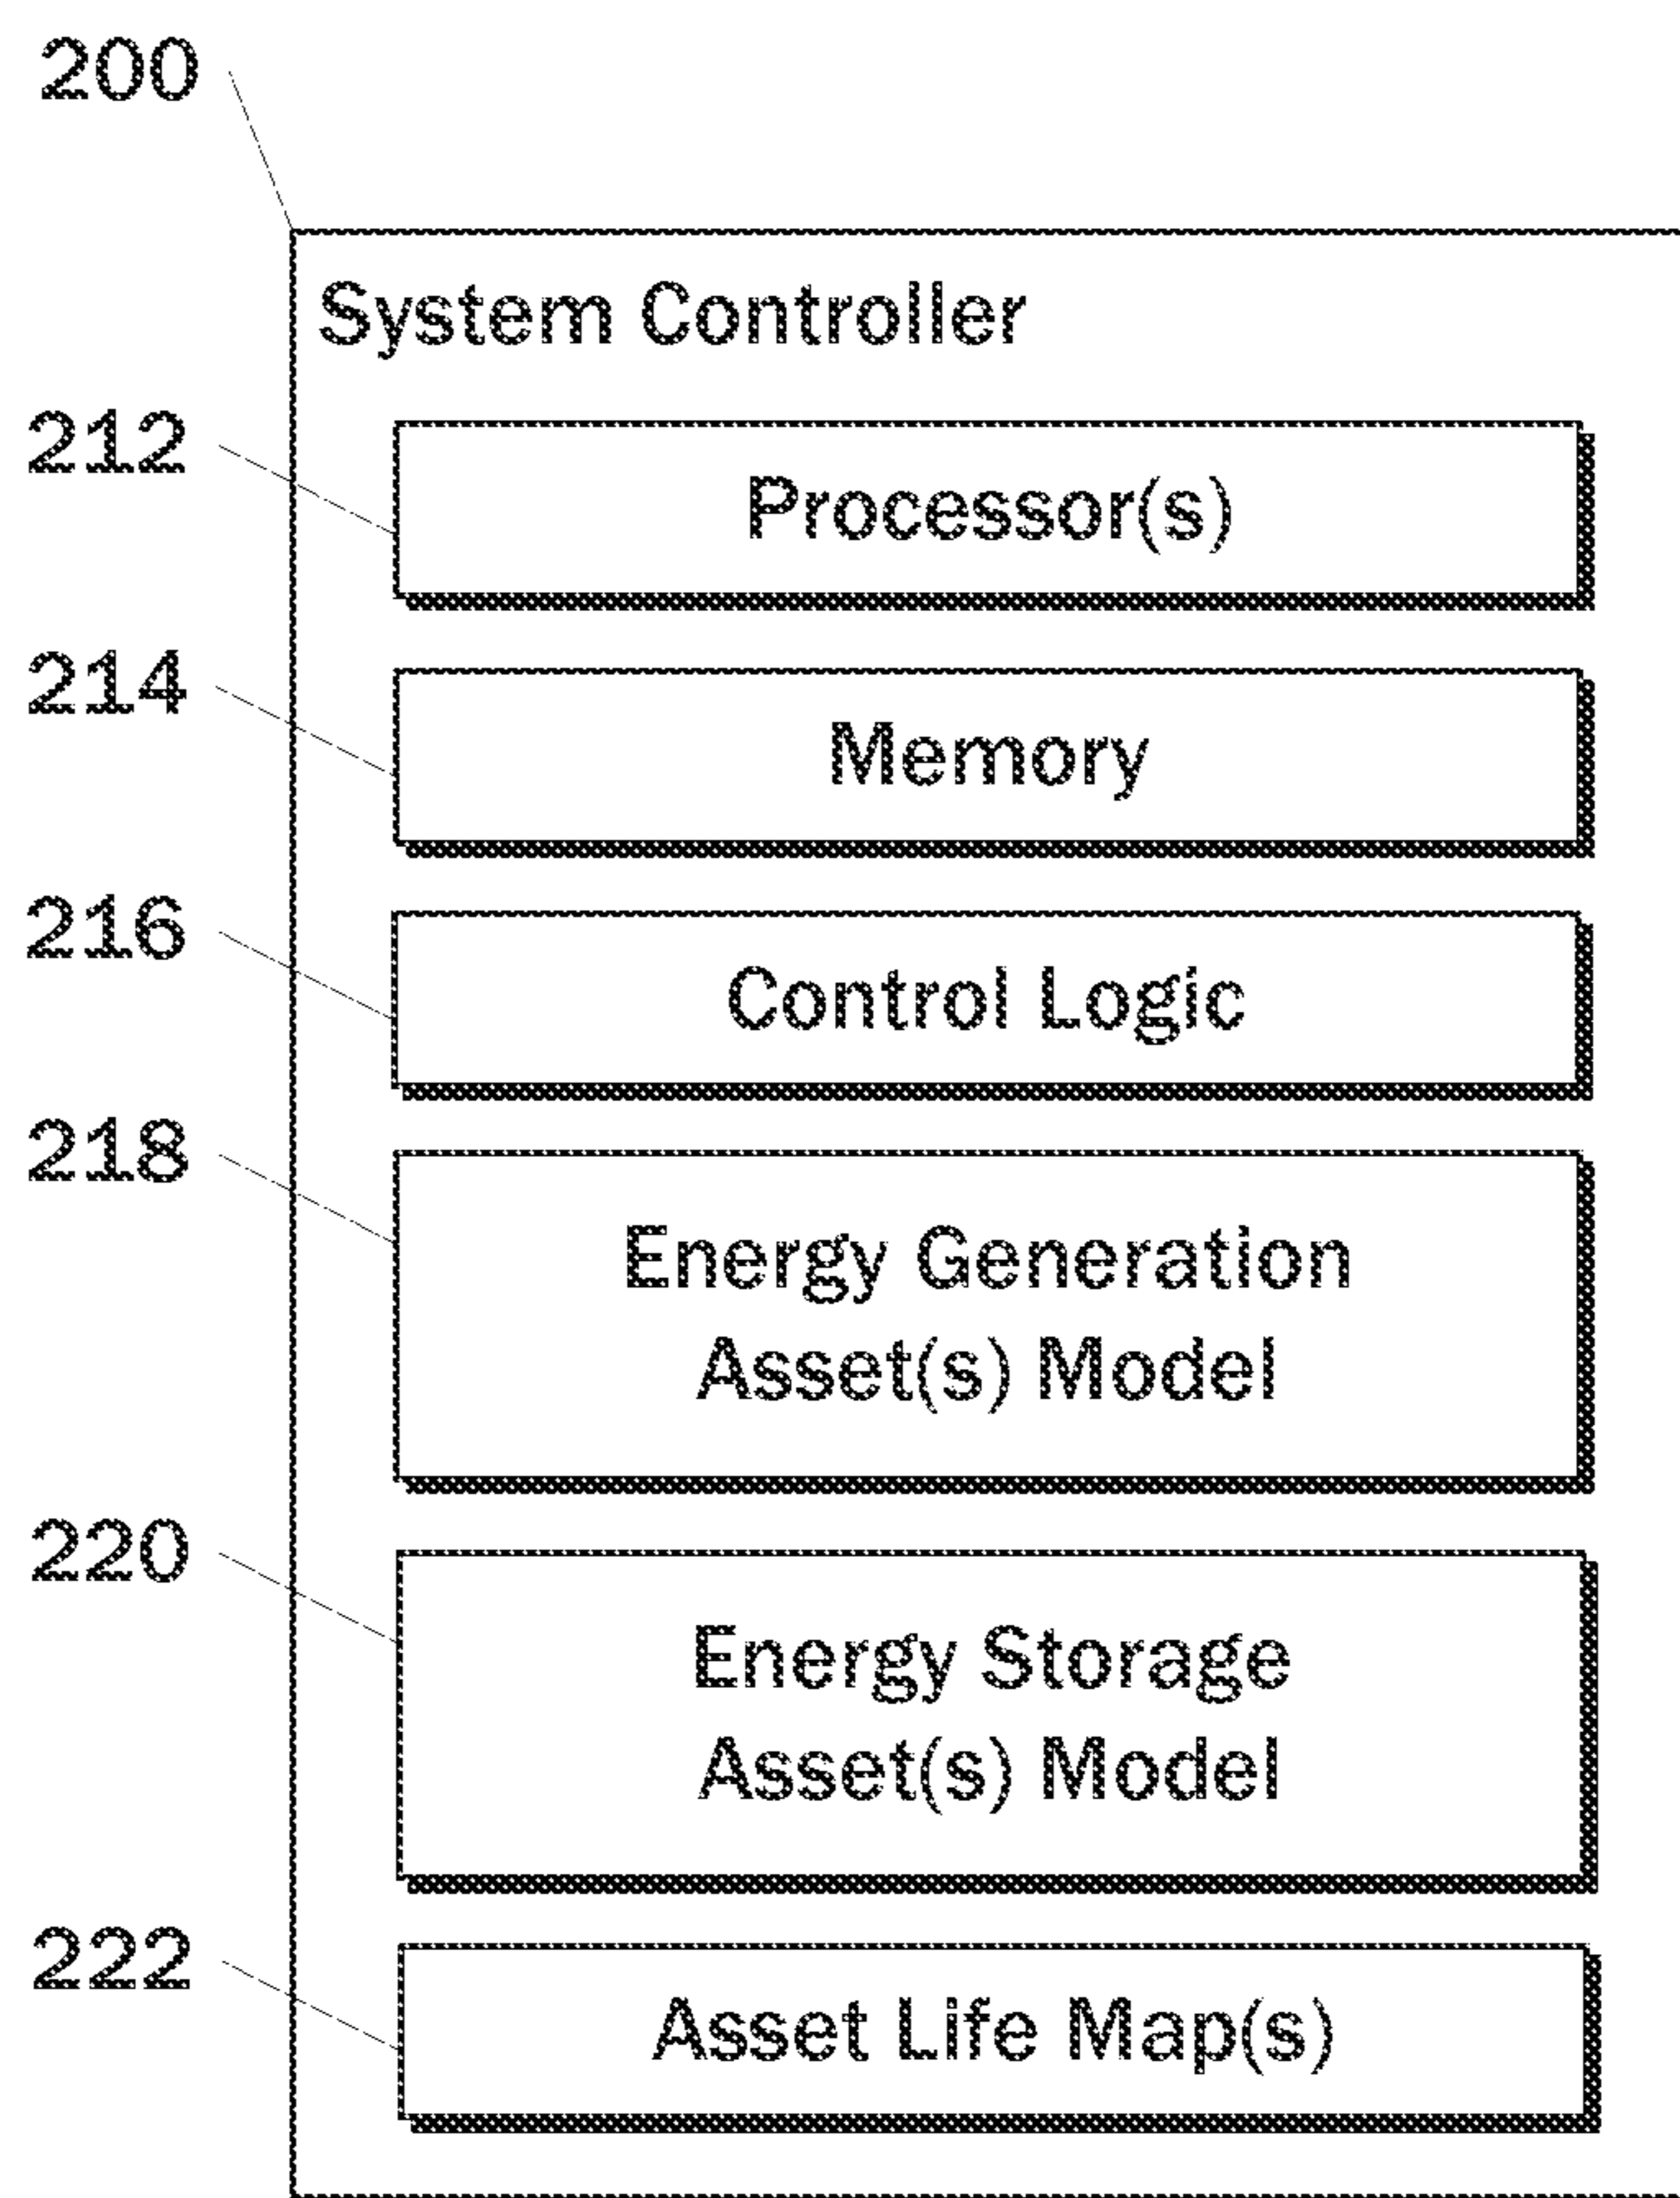 200
System Controller
212
Processor(s)
214
Memory
216
Control Logic
218
Energy Generation
Asset(s) Model
220
Energy Storage
Asset(s) Model
222
Asset Life Map(s)